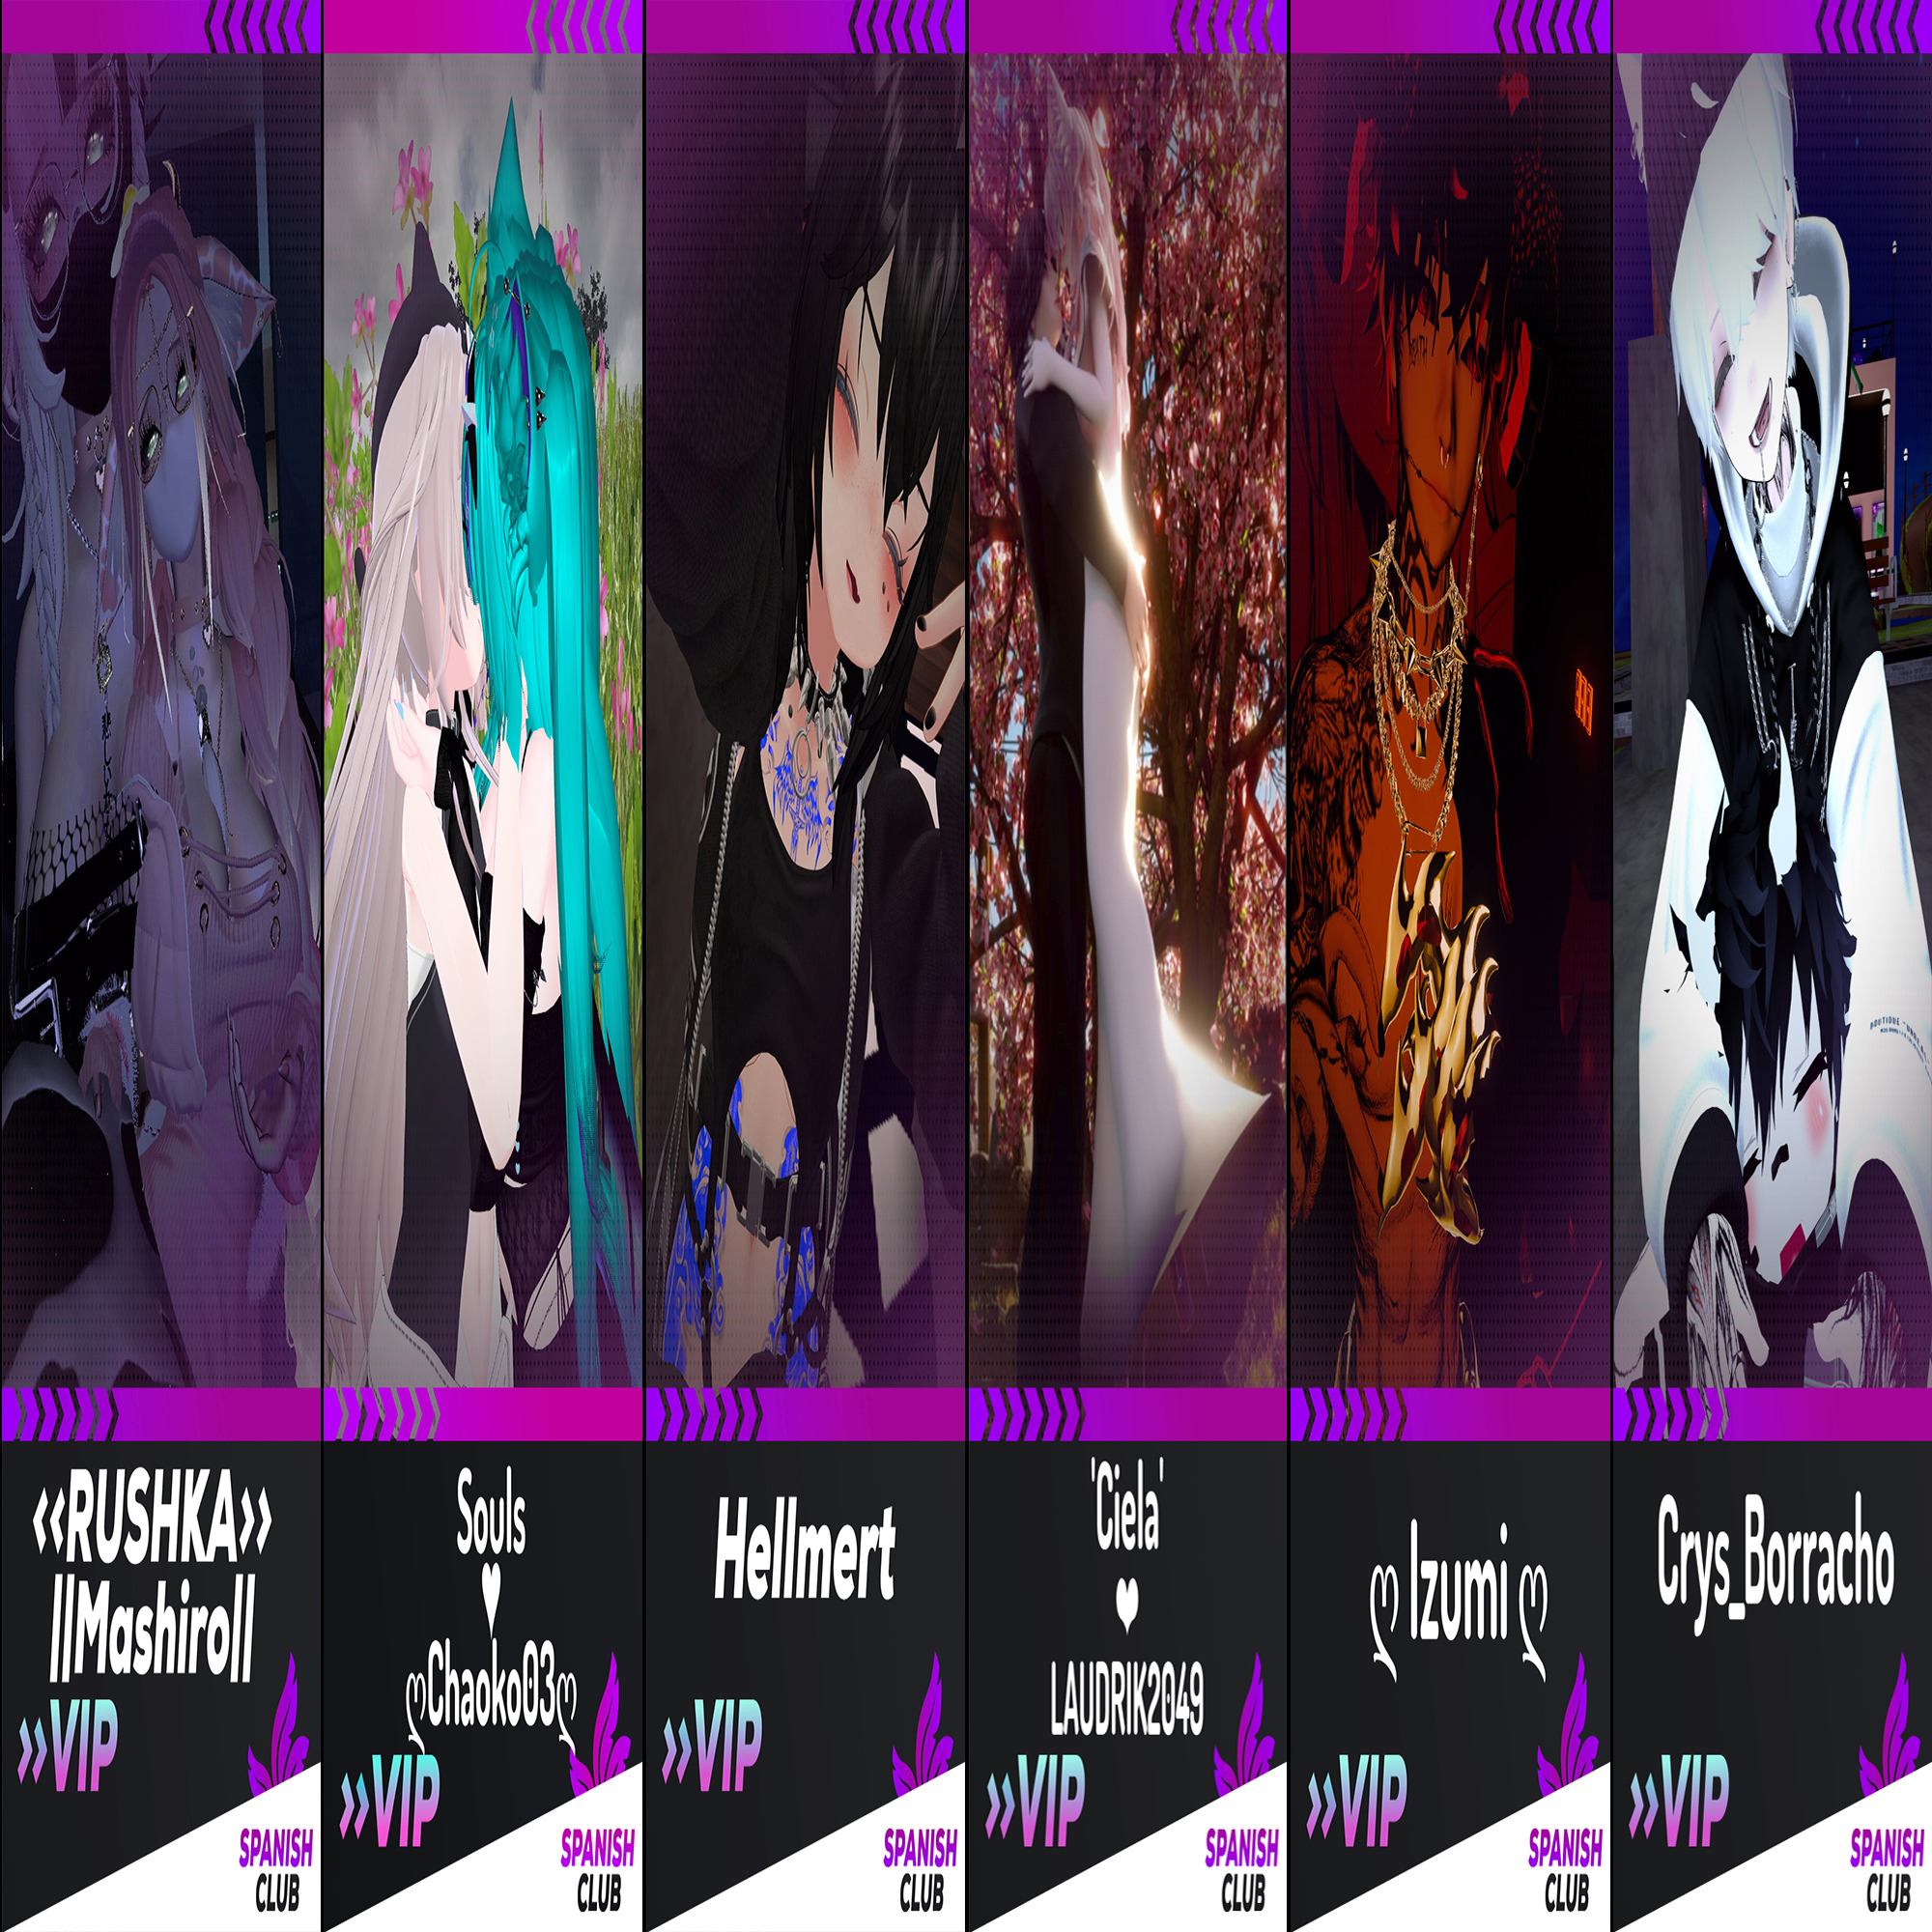 ‹‹RUSHKA››
||Mashiro||
››VIP
SPANISH
CLUB
Souls
♥
ღChaoko03ღ
››VIP
SPANISH
CLUB
Hellmert
››VIP
SPANISH
CLUB
'Ciela'
♥
LAUDRIK2049
››VIP
SPANISH
CLUB
ღ Izumi ღ
››VIP
SPANISH
CLUB
Crys_Borracho
››VIP
SPANISH
CLUB